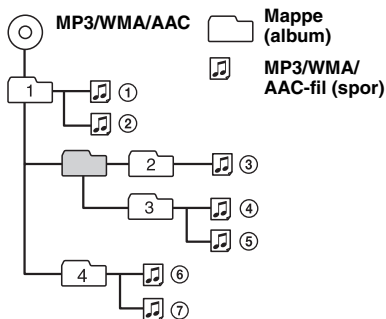 MP3/WMA/AAC
Mappe
(album)
MP3/WMA/
AAC-fil (spor)
1
①
②
2
③
3
④
⑤
4
⑥
⑦